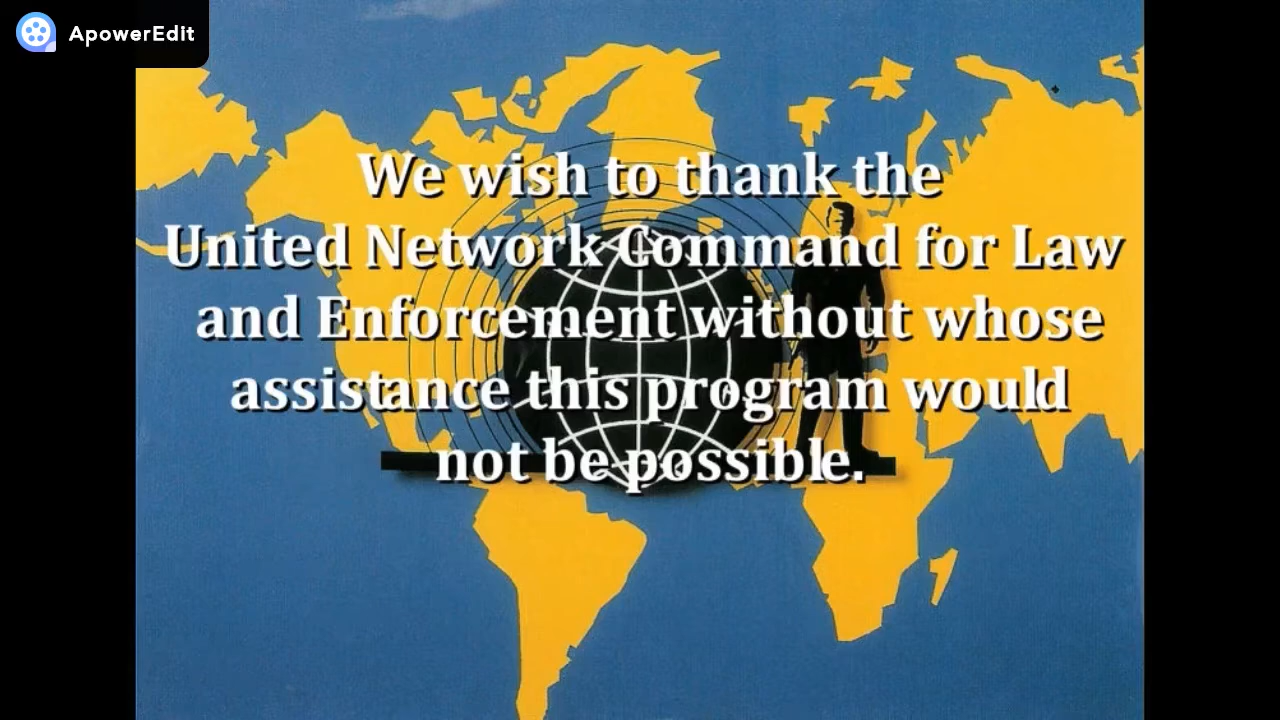 ApowerEdit
We wish to thank the
United Network Command for Law
and Enforcement without whose
assistance this program would
not be possible.